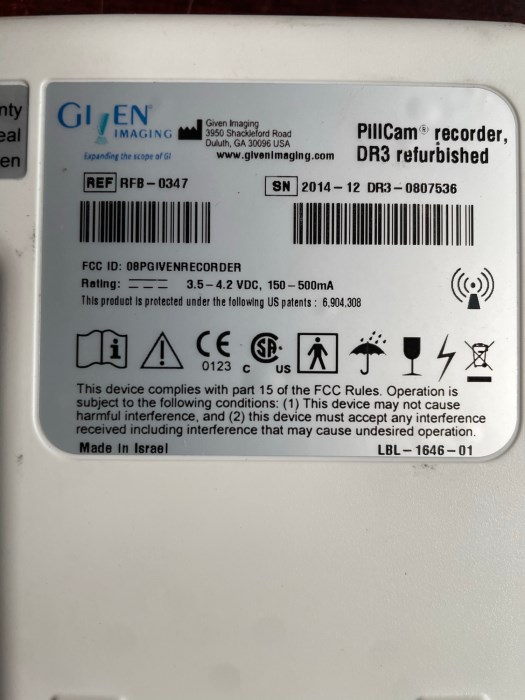 nty
eal
en
GIVEN®
IMAGING
Expanding the scope of GI
Given Imaging
3950 Shackleford Road
Duluth, GA 30096 USA
www.givenimaging.com
PillCam® recorder,
DR3 refurbished
REF RFB-0347
SN 2014-12 DR3-0807536
FCC ID: O8PGIVENRECORDER
Rating: 3.5-4.2 VDC, 150-500mA
This product is protected under the following US patents : 6,904,308
i
CE
0123
C SA® US
This device complies with part 15 of the FCC Rules. Operation is
subject to the following conditions: (1) This device may not cause
harmful interference, and (2) this device must accept any interference
received including interference that may cause undesired operation.
Made in Israel
LBL-1646-01